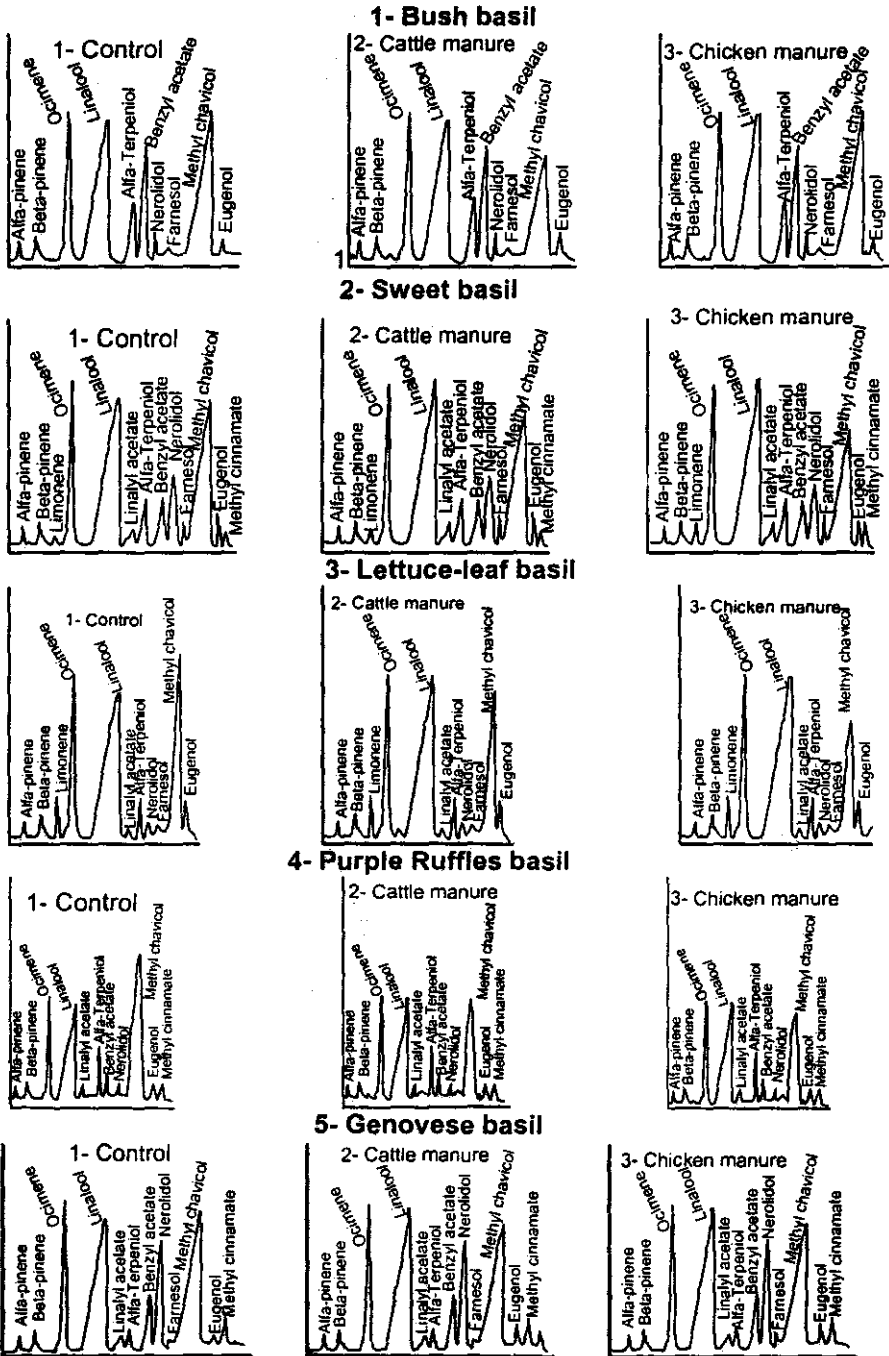 1- Bush basil
1- Control
Alfa-pinene
Beta-pinene
Ocimene
Linalool
Alfa-Terpeniol
Benzyl acetate
Nerolidol
Farnesol
Methyl chavicol
Eugenol
2- Cattle manure
1
Alfa-pinene
Beta-pinene
Ocimene
Linalool
Alfa-Terpeniol
Benzyl acetate
Nerolidol
Farnesol
Methyl chavicol
Eugenol
3- Chicken manure
Alfa-pinene
Beta-pinene
Ocimene
Linalool
Alfa-Terpeniol
Benzyl acetate
Nerolidol
Farnesol
Methyl chavicol
Eugenol
2- Sweet basil
1- Control
Alfa-pinene
Beta-pinene
Limonene
Ocimene
Linalool
Linalyl acetate
Alfa-Terpeniol
Benzyl acetate
Nerolidol
Farnesol
Methyl chavicol
Eugenol
Methyl cinnamate
2- Cattle manure
Alfa-pinene
Beta-pinene
imonene
Ocimene
Linalool
Linalyl acetate
Alfa-Terpeniol
Benzyl acetate
Nerolidol
Farnesol
Methyl chavicol
Eugenol
Methyl cinnamate
3- Chicken manure
Alfa-pinene
Beta-pinene
Limonene
Ocimene
Linalool
Linalyl acetate
Alfa-Terpeniol
Benzyl acetate
Nerolidol
Farnesol
Methyl chavicol
Eugenol
Methyl cinnamate
3- Lettuce-leaf basil
1- Control
Alfa-pinene
Beta-pinene
Limonene
Ocimene
Linalool
Linalyl acetate
Alfa-Terpeniol
Nerolidol
Farnesol
Methyl chavicol
Eugenol
2- Cattle manure
Alfa-pinene
Beta-pinene
Limonene
Ocimene
Linalool
Linalyl acetate
Alfa-Terpeniol
Nerolidol
Farnesol
Methyl chavicol
Eugenol
3- Chicken manure
Alfa-pinene
Beta-pinene
Limonene
Ocimene
Linalool
Linalyl acetate
Alfa-Terpeniol
Nerolidol
Farnesol
Methyl chavicol
Eugenol
4- Purple Ruffles basil
1- Control
Alfa-pinene
Beta-pinene
Ocimene
Linalool
Linalyl acetate
Alfa-Terpeniol
Benzyl acetate
Nerolidol
Methyl chavicol
Eugenol
Methyl cinnamate
2- Cattle manure
Alfa-pinene
Beta-pinene
Ocimene
Linalool
Linalyl acetate
Alfa-Terpeniol
Benzyl acetate
Nerolidol
Methyl chavicol
Eugenol
Methyl cinnamate
3- Chicken manure
Alfa-pinene
Beta-pinene
Ocimene
Linalool
Linalyl acetate
Alfa-Terpeniol
Benzyl acetate
Nerolidol
Methyl chavicol
Eugenol
Methyl cinnamate
5- Genovese basil
1- Control
Alfa-pinene
Beta-pinene
Ocimene
Linalool
Linalyl acetate
Alfa-Terpeniol
Benzyl acetate
Nerolidol
Farnesol
Methyl chavicol
Eugenol
Methyl cinnamate
2- Cattle manure
Alfa-pinene
Beta-pinene
Ocimene
Linalool
Linalyl acetate
Alfa-Terpeniol
Benzyl acetate
Nerolidol
Farnesol
Methyl chavicol
Eugenol
Methyl cinnamate
3- Chicken manure
Alfa-pinene
Beta-pinene
Ocimene
Linalool
Linalyl acetate
Alfa-Terpeniol
Benzyl acetate
Nerolidol
Farnesol
Methyl chavicol
Eugenol
Methyl cinnamate